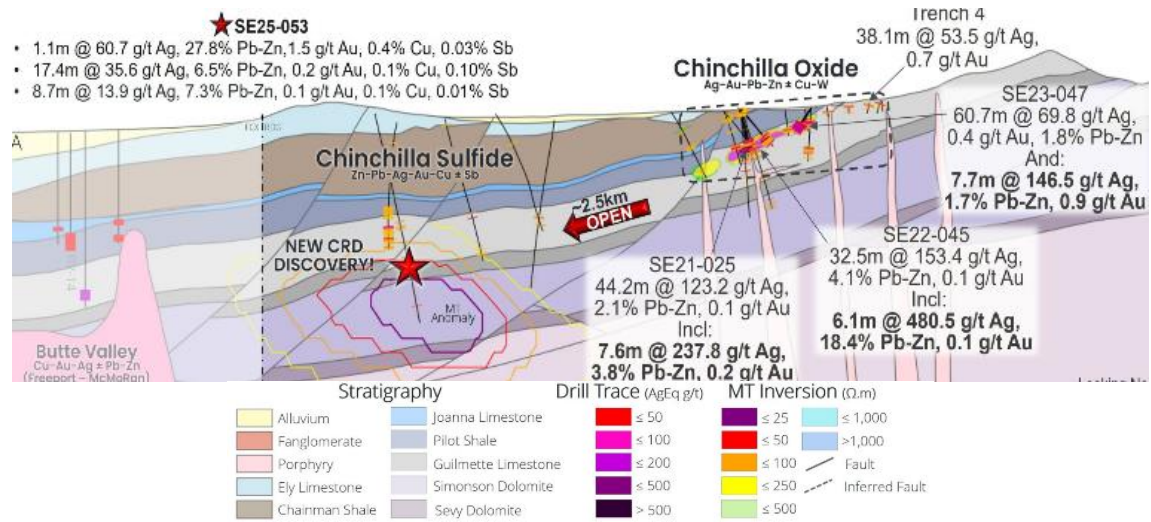 SE25-053
• 1.1m @ 60.7 g/t Ag, 27.8% Pb-Zn,1.5 g/t Au, 0.4% Cu, 0.03% Sb
• 17.4m @ 35.6 g/t Ag, 6.5% Pb-Zn, 0.2 g/t Au, 0.1% Cu, 0.10% Sb
• 8.7m @ 13.9 g/t Ag, 7.3% Pb-Zn, 0.1 g/t Au, 0.1% Cu, 0.01% Sb
Trench 4
38.1m @ 53.5 g/t Ag,
0.7 g/t Au
Chinchilla Oxide
Ag-Au-Pb-Zn ± Cu-W
SE23-047
60.7m @ 69.8 g/t Ag,
0.4 g/t Au, 1.8% Pb-Zn
And:
7.7m @ 146.5 g/t Ag,
1.7% Pb-Zn, 0.9 g/t Au
A
Chinchilla Sulfide
Zn-Pb-Ag-Au-Cu ± Sb
~2.5km
OPEN
NEW CRD
DISCOVERY!
MT
Anomaly
SE22-045
32.5m @ 153.4 g/t Ag,
4.1% Pb-Zn, 0.1 g/t Au
Incl:
6.1m @ 480.5 g/t Ag,
18.4% Pb-Zn, 0.1 g/t Au
SE21-025
44.2m @ 123.2 g/t Ag,
2.1% Pb-Zn, 0.1 g/t Au
Incl:
7.6m @ 237.8 g/t Ag,
3.8% Pb-Zn, 0.2 g/t Au
Butte Valley
Cu-Au-Ag ± Pb-Zn
(Freeport – McMoRan)
Stratigraphy
Alluvium
Fanglomerate
Porphyry
Ely Limestone
Chainman Shale
Joanna Limestone
Pilot Shale
Guilmette Limestone
Simonson Dolomite
Sevy Dolomite
Drill Trace (AgEq g/t)
≤ 50
≤ 100
≤ 200
≤ 500
> 500
MT Inversion (Ω.m)
≤ 25
≤ 50
≤ 100
≤ 250
≤ 500
≤ 1,000
>1,000
Fault
Inferred Fault